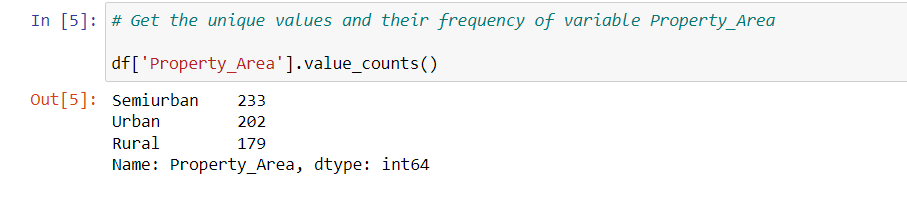 In [5]: # Get the unique values and their frequency of variable Property_Area
df['Property_Area'].value_counts()
Out[5]: Semiurban    233
Urban        202
Rural        179
Name: Property_Area, dtype: int64